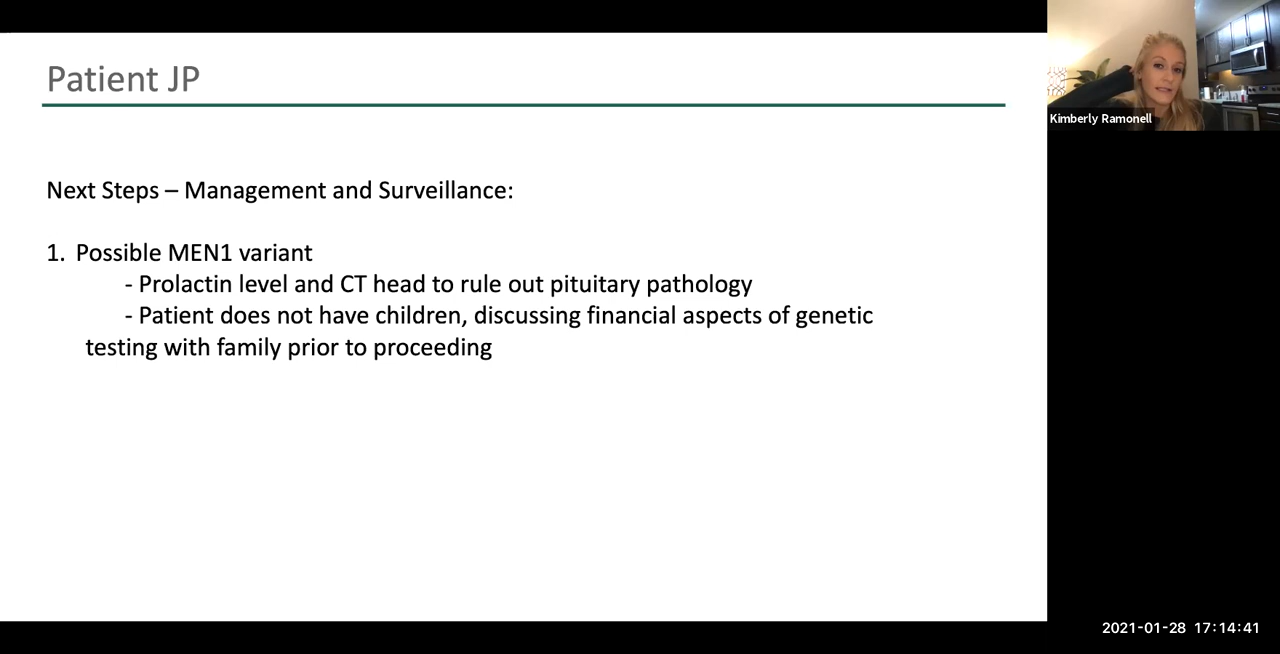 Patient JP
Kimberly Ramonell
Next Steps – Management and Surveillance:
1. Possible MEN1 variant
- Prolactin level and CT head to rule out pituitary pathology
- Patient does not have children, discussing financial aspects of genetic
testing with family prior to proceeding
2021-01-28 17:14:41